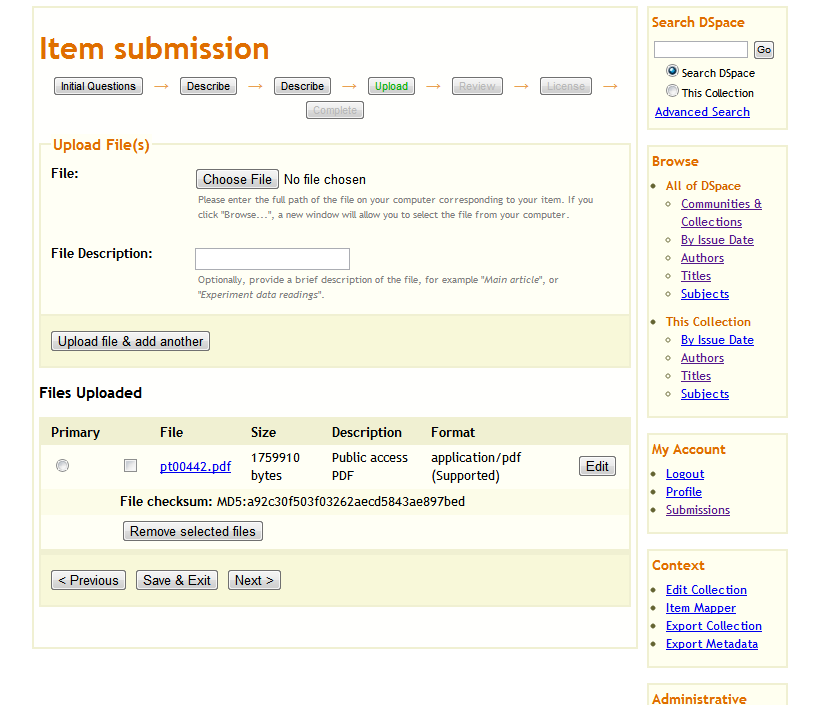 Item submission
Initial Questions → Describe → Describe → Upload → Review → License →
Complete
Upload File(s)
File:
Choose File No file chosen
Please enter the full path of the file on your computer corresponding to your item. If you
click "Browse...", a new window will allow you to select the file from your computer.
File Description:
Optionally, provide a brief description of the file, for example "Main article", or
"Experiment data readings".
Upload file & add another
Files Uploaded
Primary File Size Description Format
pt00442.pdf 1759910 Public access application/pdf Edit
bytes PDF (Supported)
File checksum: MD5:a92c30f503f03262aecd5843ae897bed
Remove selected files
< Previous Save & Exit Next >
Search DSpace
Go
Search DSpace
This Collection
Advanced Search
Browse
All of DSpace
Communities &
Collections
By Issue Date
Authors
Titles
Subjects
This Collection
By Issue Date
Authors
Titles
Subjects
My Account
Logout
Profile
Submissions
Context
Edit Collection
Item Mapper
Export Collection
Export Metadata
Administrative